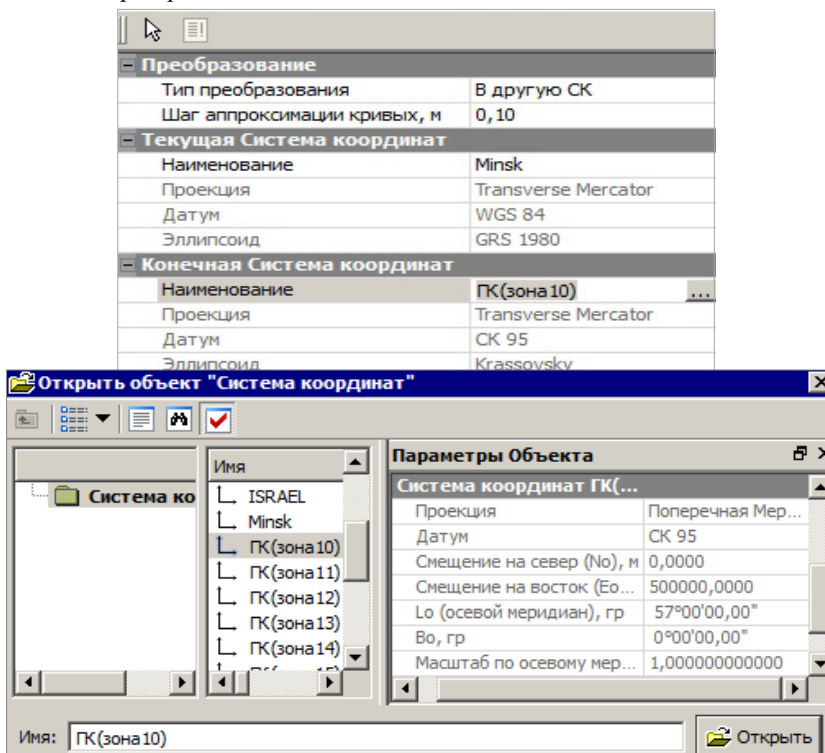 Преобразование
Тип преобразования В другую СК
Шаг аппроксимации кривых, м 0,10
Текущая Система координат
Наименование Minsk
Проекция Transverse Mercator
Датум WGS 84
Эллипсоид GRS 1980
Конечная Система координат
Наименование ГК(зона10) ...
Проекция Transverse Mercator
Датум СК 95
Эллипсоид Krassovsky
Открыть объект "Система координат"
Система ко
Имя
ISRAEL
Minsk
ГК(зона10)
ГК(зона11)
ГК(зона12)
ГК(зона13)
ГК(зона14)
Параметры Объекта
Система координат ГК(...
Проекция Поперечная Мер...
Датум СК 95
Смещение на север (No), м 0,0000
Смещение на восток (Eo... 500000,0000
Lo (осевой меридиан), гр 57°00'00,00"
Bo, гр 0°00'00,00"
Масштаб по осевому мер... 1,000000000000
Имя: ГК(зона10) Открыть